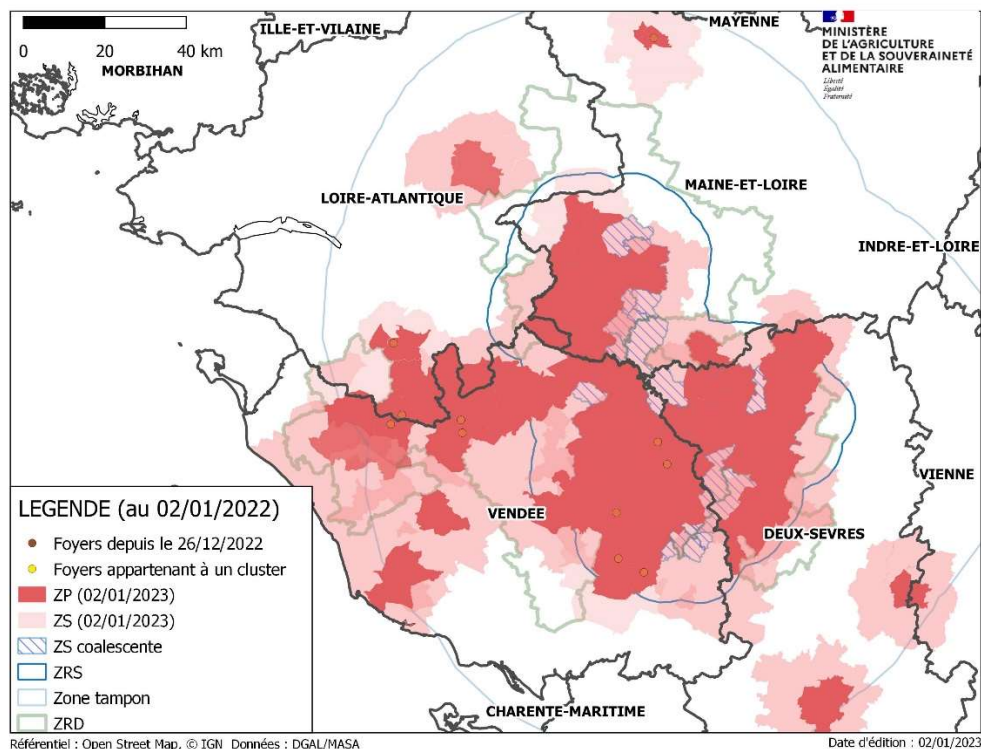 0 20 40 km
ILLE-ET-VILAINE
MAYENNE
MORBIHAN
MINISTÈRE
DE L'AGRICULTURE
ET DE LA SOUVERAINETÉ
ALIMENTAIRE
Liberté
Égalité
Fraternité
LOIRE-ATLANTIQUE
MAINE-ET-LOIRE
INDRE-ET-LOIRE
VIENNE
VENDEE
DEUX-SEVRES
CHARENTE-MARITIME
LEGENDE (au 02/01/2022)
Foyers depuis le 26/12/2022
Foyers appartenant à un cluster
ZP (02/01/2023)
ZS (02/01/2023)
ZS coalescente
ZRS
Zone tampon
ZRD
Référentiel : Open Street Map, © IGN Données : DGAL/MASA
Date d'édition : 02/01/2023